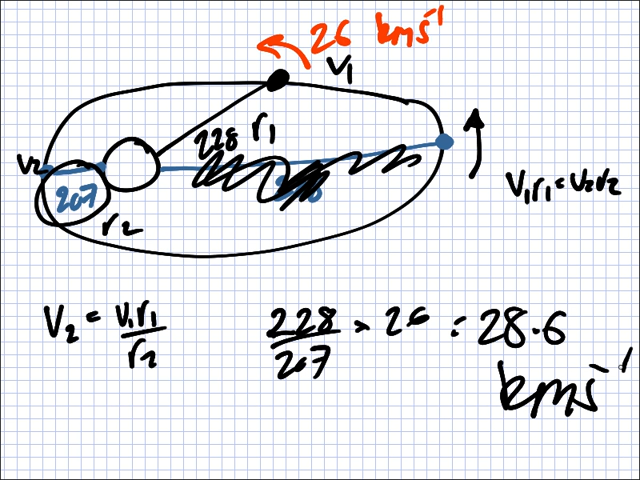 26 kms⁻¹
V₁
228 r₁
V₂
207
r₂
V₁r₁=V₂r₂
V₂ = V₁r₁/r₂
228/207 × 26 = 28.6
kms⁻¹